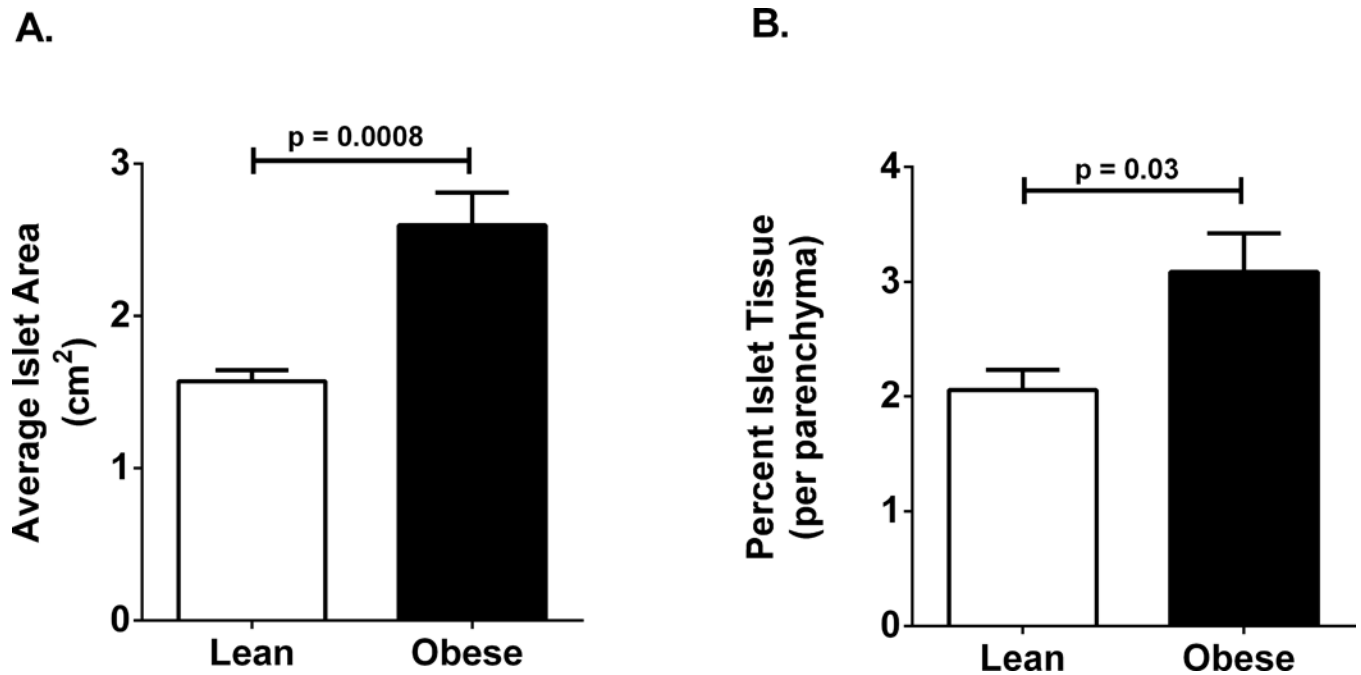 A.
p = 0.0008
3
2
1
0
Average Islet Area
(cm²)
Lean
Obese
B.
p = 0.03
4
3
2
1
0
Percent Islet Tissue
(per parenchyma)
Lean
Obese